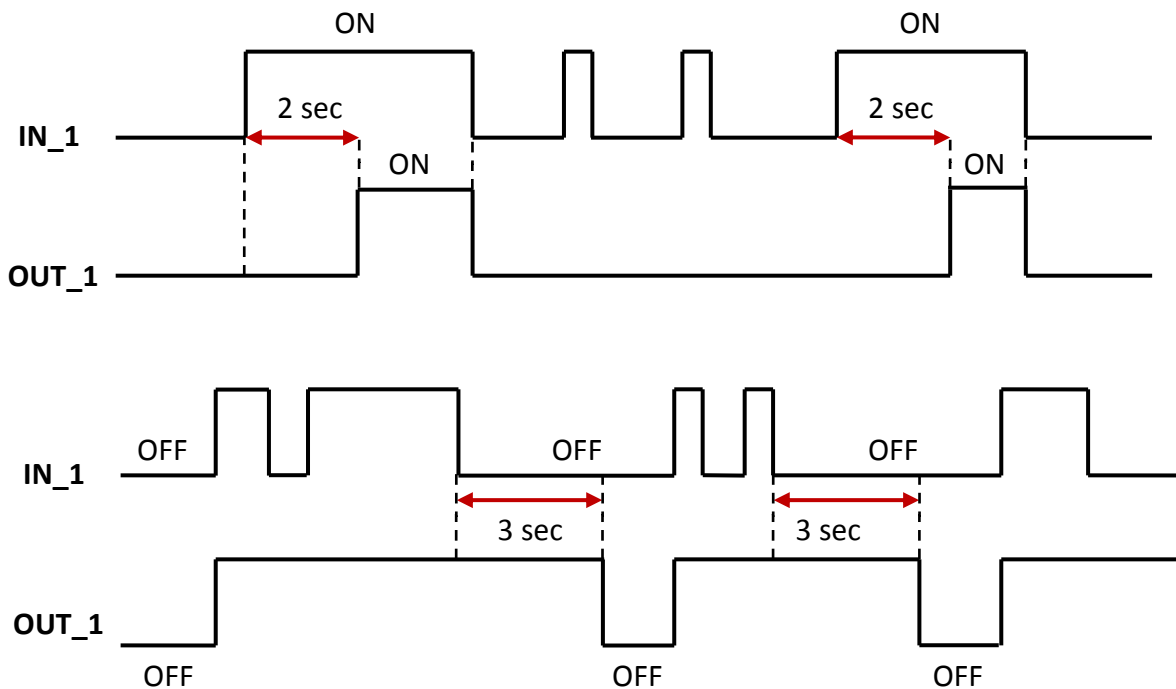 ON ON
2 sec 2 sec
IN_1
ON ON
OUT_1
OFF OFF OFF
IN_1
3 sec 3 sec
OUT_1
OFF OFF OFF